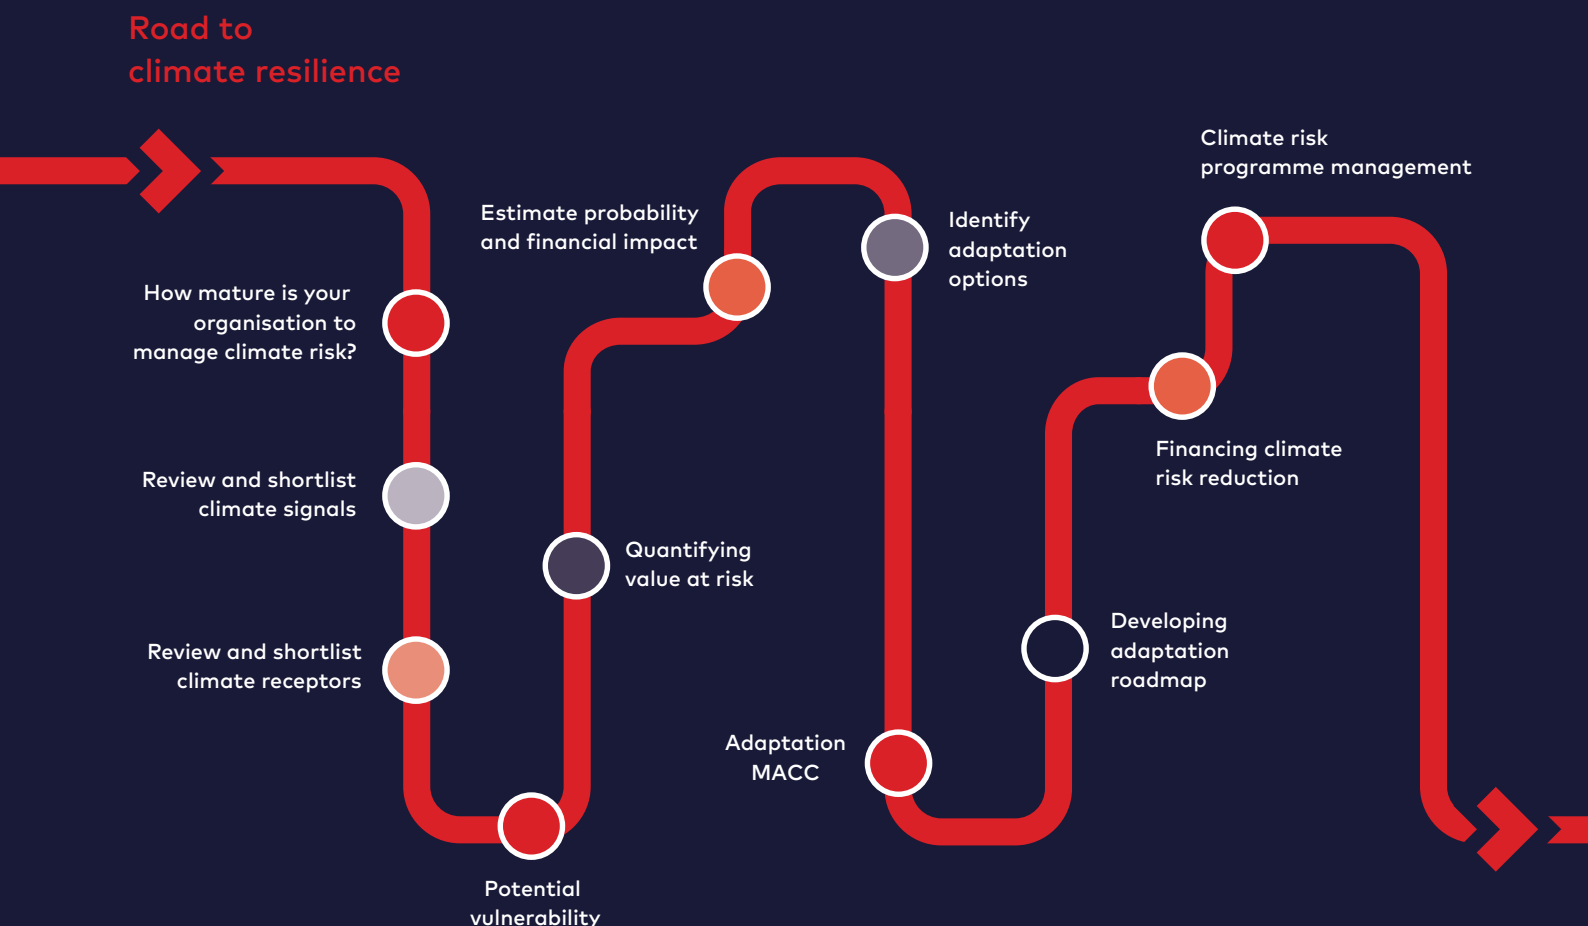 Road to
climate resilience
How mature is your
organisation to
manage climate risk?
Review and shortlist
climate signals
Review and shortlist
climate receptors
Potential
vulnerability
Quantifying
value at risk
Estimate probability
and financial impact
Identify
adaptation
options
Adaptation
MACC
Developing
adaptation
roadmap
Financing climate
risk reduction
Climate risk
programme management